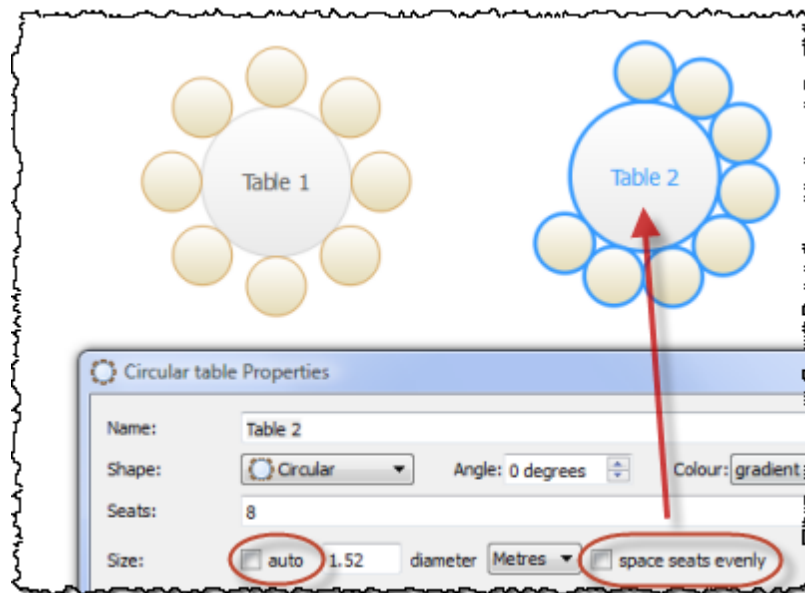 Table 1
Table 2
Circular table Properties
Name: Table 2
Shape: Circular Angle: 0 degrees Colour: gradient
Seats: 8
Size: auto 1.52 diameter Metres space seats evenly